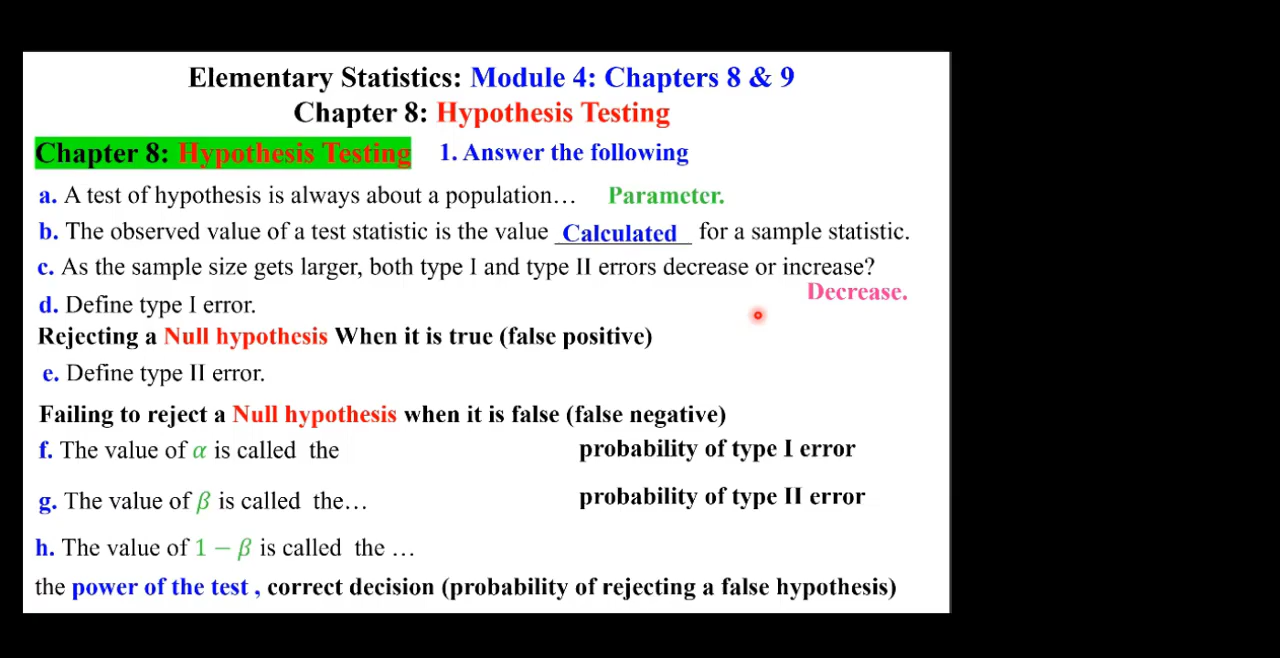 Elementary Statistics: Module 4: Chapters 8 & 9
Chapter 8: Hypothesis Testing
Chapter 8: Hypothesis Testing 1. Answer the following
a. A test of hypothesis is always about a population… Parameter.
b. The observed value of a test statistic is the value _Calculated_ for a sample statistic.
c. As the sample size gets larger, both type I and type II errors decrease or increase?
Decrease.
d. Define type I error.
Rejecting a Null hypothesis When it is true (false positive)
e. Define type II error.
Failing to reject a Null hypothesis when it is false (false negative)
f. The value of α is called the probability of type I error
g. The value of β is called the… probability of type II error
h. The value of 1 − β is called the …
the power of the test , correct decision (probability of rejecting a false hypothesis)